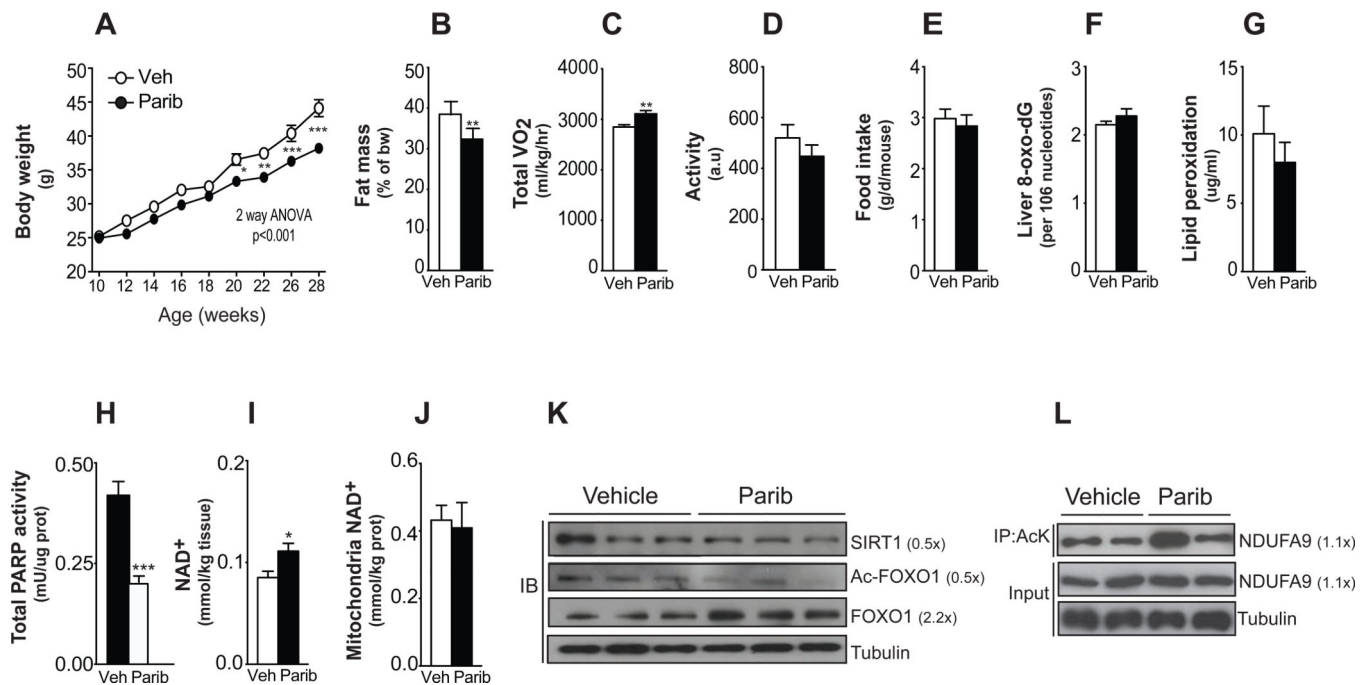 A
B
C
D
E
F
G
Veh
Parib
Body weight
(g)
45
40
35
30
25
20
* ** *** ***
2 way ANOVA
p<0.001
10 12 14 16 18 20 22 26 28
Age (weeks)
Fat mass
(% of bw)
50
40
30
20
10
0
**
Veh Parib
Total VO2
(ml/kg/hr)
4000
3000
2000
1000
0
**
Veh Parib
Activity
(a.u)
800
600
400
200
0
Veh Parib
Food intake
(g/d/mouse)
4
3
2
1
0
Veh Parib
Liver 8-oxo-dG
(per 106 nucleotides)
3
2
1
0
Veh Parib
Lipid peroxidation
(ug/ml)
15
10
5
0
Veh Parib
H
I
J
K
L
Total PARP activity
(mU/ug prot)
0.50
0.25
0.00
***
Veh Parib
NAD+
(mmol/kg tissue)
0.2
0.1
0.0
*
Veh Parib
Mitochondria NAD+
(mmol/kg prot)
0.6
0.4
0.2
0.0
Veh Parib
Vehicle Parib
IB
SIRT1 (0.5x)
Ac-FOXO1 (0.5x)
FOXO1 (2.2x)
Tubulin
Vehicle Parib
IP:AcK
NDUFA9 (1.1x)
Input
NDUFA9 (1.1x)
Tubulin